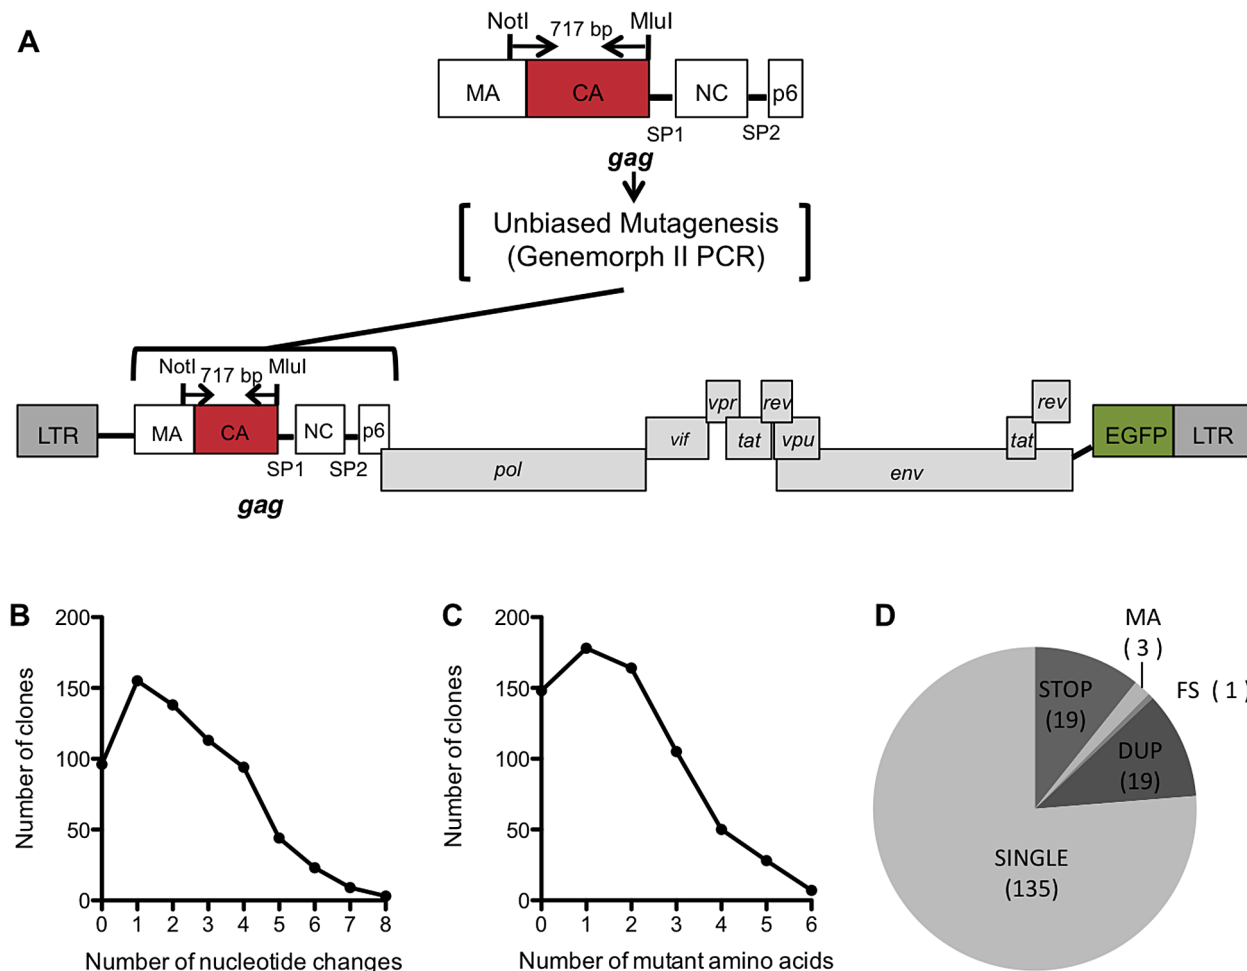 A
NotI 717 bp MluI
MA CA NC p6
SP1 SP2
gag
Unbiased Mutagenesis
(Genemorph II PCR)
NotI 717 bp MluI
LTR MA CA NC p6
SP1 SP2
gag
pol
vif
vpr
tat
rev
vpu
env
tat
rev
EGFP LTR
B
Number of clones
200
150
100
50
0
0 1 2 3 4 5 6 7 8
Number of nucleotide changes
C
Number of clones
200
150
100
50
0
0 1 2 3 4 5 6
Number of mutant amino acids
D
MA
( 3 )
FS ( 1 )
STOP
(19)
DUP
(19)
SINGLE
(135)